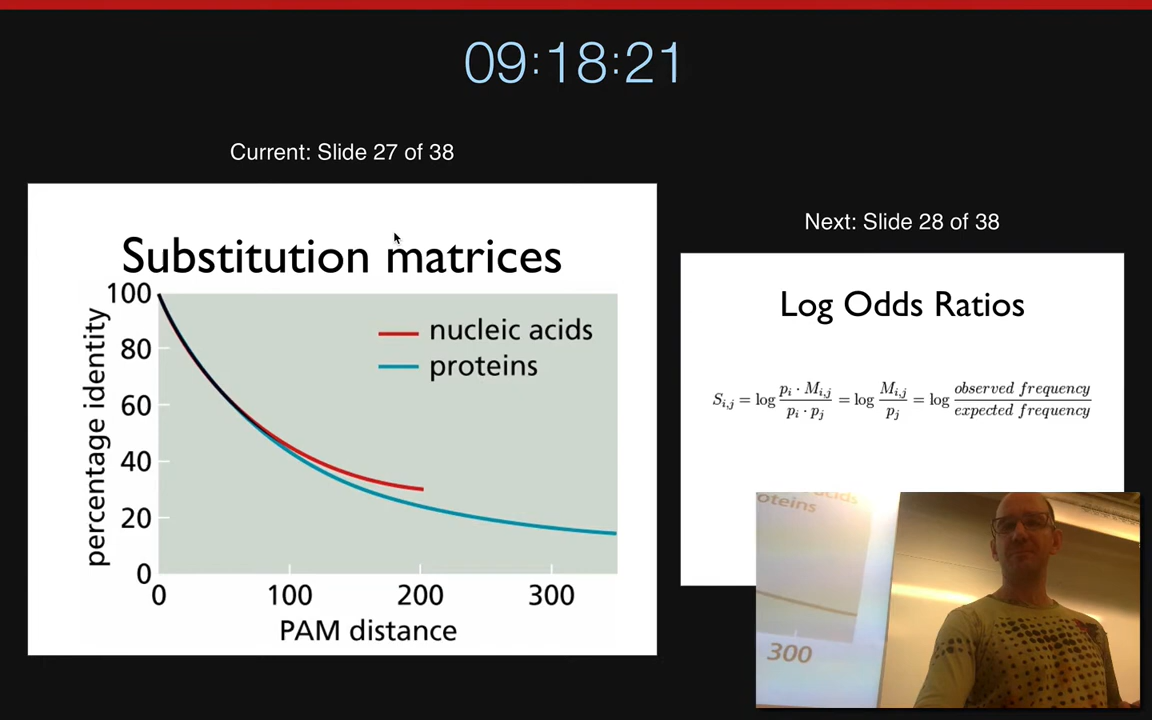 09:18:21
Current: Slide 27 of 38
Substitution matrices
100
80
60
40
20
0
percentage identity
nucleic acids
proteins
0 100 200 300
PAM distance
Next: Slide 28 of 38
Log Odds Ratios
S_{i,j} = log \frac{p_i · M_{i,j}}{p_i · p_j} = log \frac{M_{i,j}}{p_j} = log \frac{observed frequency}{expected frequency}
acids
oteins
300